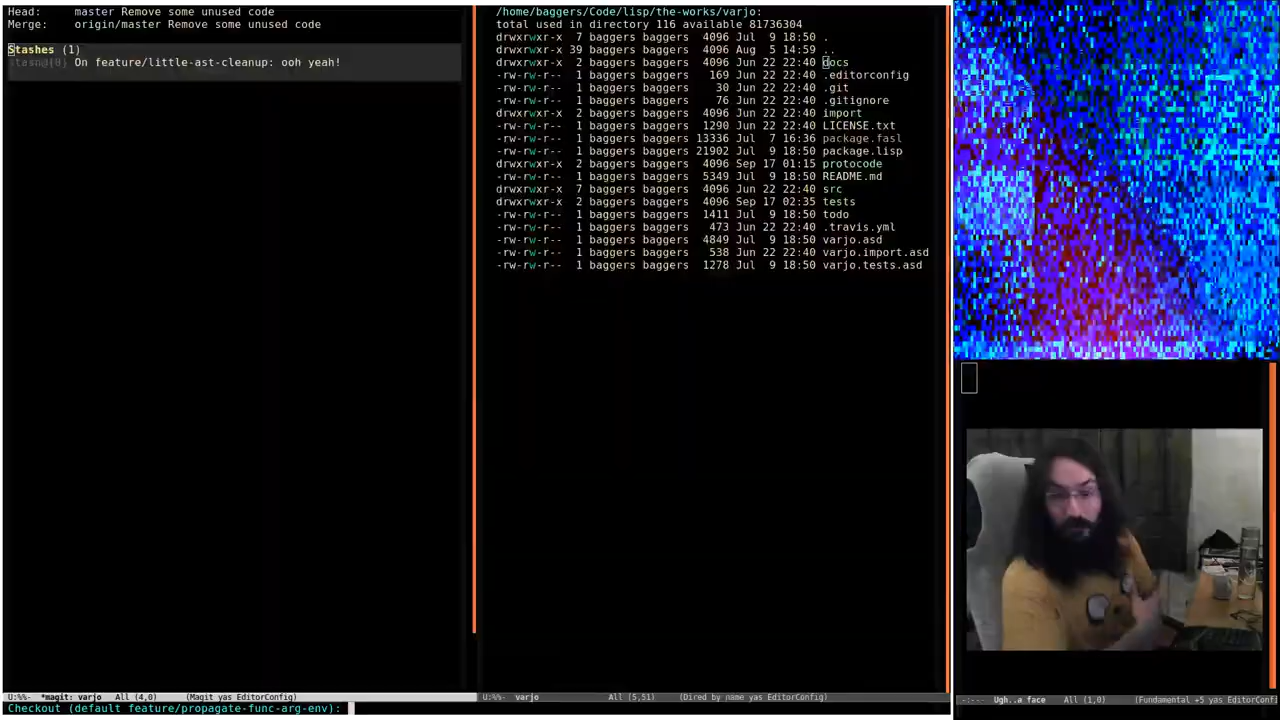 Head:     master Remove some unused code
Merge:    origin/master Remove some unused code
Stashes (1)
stash@{0} On feature/little-ast-cleanup: ooh yeah!
U:%%-  *magit: varjo   All (4,0)      (Magit yas EditorConfig)
Checkout (default feature/propagate-func-arg-env):
/home/baggers/Code/lisp/the-works/varjo:
total used in directory 116 available 81736304
drwxrwxr-x  7 baggers baggers  4096 Jul  9 18:50 .
drwxrwxr-x 39 baggers baggers  4096 Aug  5 14:59 ..
drwxrwxr-x  2 baggers baggers  4096 Jun 22 22:40 docs
-rw-rw-r--  1 baggers baggers   169 Jun 22 22:40 .editorconfig
-rw-rw-r--  1 baggers baggers    30 Jun 22 22:40 .git
-rw-rw-r--  1 baggers baggers    76 Jun 22 22:40 .gitignore
drwxrwxr-x  2 baggers baggers  4096 Jun 22 22:40 import
-rw-rw-r--  1 baggers baggers  1290 Jun 22 22:40 LICENSE.txt
-rw-rw-r--  1 baggers baggers 13336 Jul  7 16:36 package.fasl
-rw-rw-r--  1 baggers baggers 21902 Jul  9 18:50 package.lisp
drwxrwxr-x  2 baggers baggers  4096 Sep 17 01:15 protocode
-rw-rw-r--  1 baggers baggers  5349 Jul  9 18:50 README.md
drwxrwxr-x  7 baggers baggers  4096 Jun 22 22:40 src
drwxrwxr-x  2 baggers baggers  4096 Sep 17 02:35 tests
-rw-rw-r--  1 baggers baggers  1411 Jul  9 18:50 todo
-rw-rw-r--  1 baggers baggers   473 Jun 22 22:40 .travis.yml
-rw-rw-r--  1 baggers baggers  4849 Jul  9 18:50 varjo.asd
-rw-rw-r--  1 baggers baggers   538 Jun 22 22:40 varjo.import.asd
-rw-rw-r--  1 baggers baggers  1278 Jul  9 18:50 varjo.tests.asd
U:%%-  varjo          All (5,51)     (Dired by name yas EditorConfig)
-:---  Ugh..a face    All (1,0)      (Fundamental +5 yas EditorConf